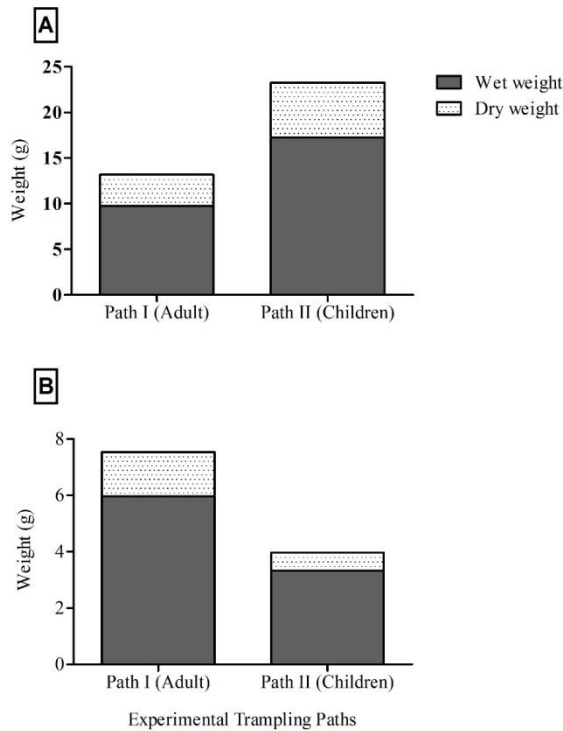 A
25
20
15
10
5
0
Weight (g)
Path I (Adult) Path II (Children)
Wet weight
Dry weight
B
8
6
4
2
0
Weight (g)
Path I (Adult) Path II (Children)
Experimental Trampling Paths